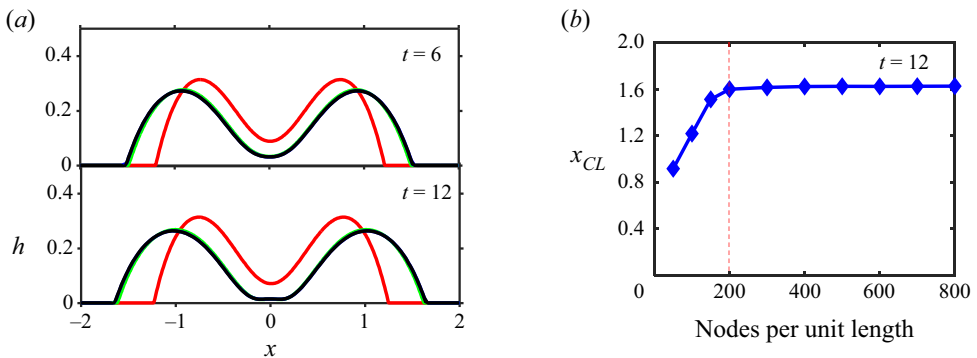 (a)
0.4
t = 6
0.2
0
0.4
t = 12
h
0.2
0
−2 −1 0 1 2
x
(b)
2.0
t = 12
1.6
x_CL
1.2
0.8
0.4
0 200 400 600 800
Nodes per unit length